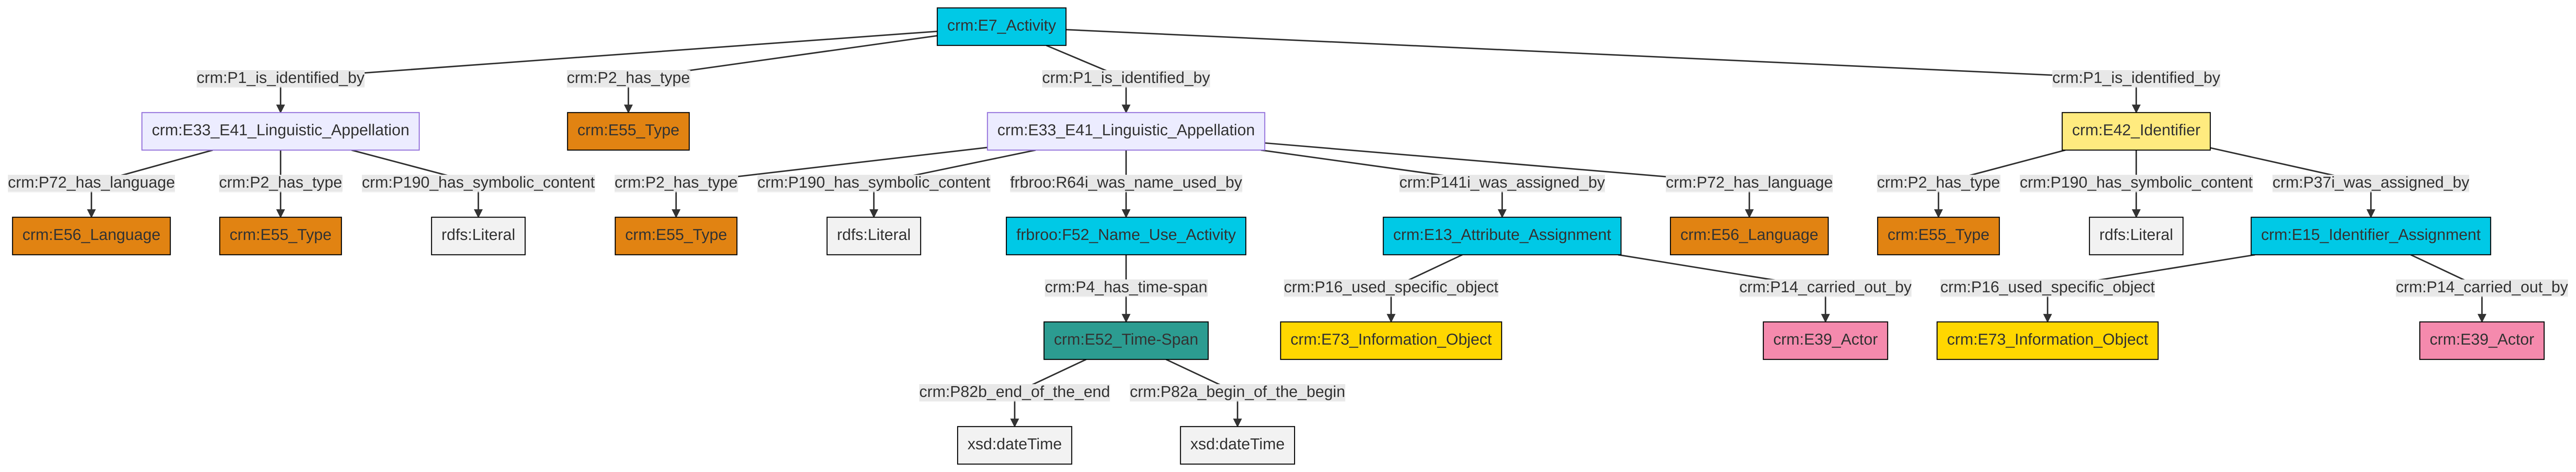 crm:E7_Activity
crm:P1_is_identified_by
crm:P2_has_type
crm:P1_is_identified_by
crm:P1_is_identified_by
crm:E33_E41_Linguistic_Appellation
crm:E55_Type
crm:E33_E41_Linguistic_Appellation
crm:E42_Identifier
crm:P72_has_language
crm:P2_has_type
crm:P190_has_symbolic_content
crm:P2_has_type
crm:P190_has_symbolic_content
frbroo:R64i_was_name_used_by
crm:P141i_was_assigned_by
crm:P72_has_language
crm:P2_has_type
crm:P190_has_symbolic_content
crm:P37i_was_assigned_by
crm:E56_Language
crm:E55_Type
rdfs:Literal
crm:E55_Type
rdfs:Literal
frbroo:F52_Name_Use_Activity
crm:E13_Attribute_Assignment
crm:E56_Language
crm:E55_Type
rdfs:Literal
crm:E15_Identifier_Assignment
crm:P4_has_time-span
crm:P16_used_specific_object
crm:P14_carried_out_by
crm:P16_used_specific_object
crm:P14_carried_out_by
crm:E52_Time-Span
crm:E73_Information_Object
crm:E39_Actor
crm:E73_Information_Object
crm:E39_Actor
crm:P82b_end_of_the_end
crm:P82a_begin_of_the_begin
xsd:dateTime
xsd:dateTime